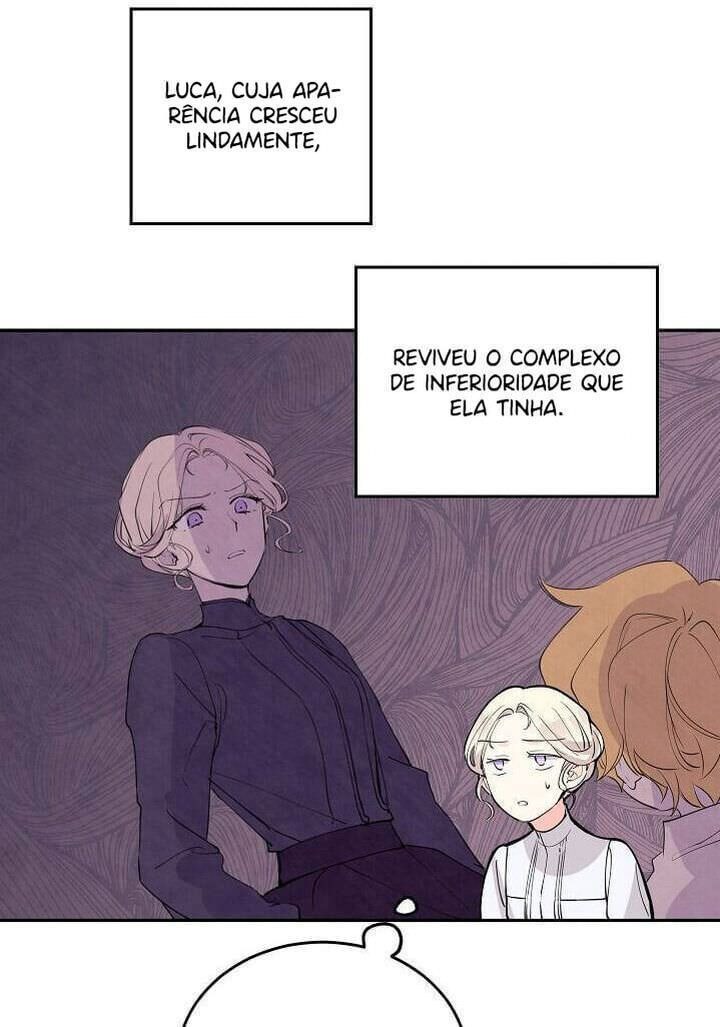 LUCA, CUJA APA-
RÊNCIA CRESCEU
LINDAMENTE,
REVIVEU O COMPLEXO
DE INFERIORIDADE QUE
ELA TINHA.